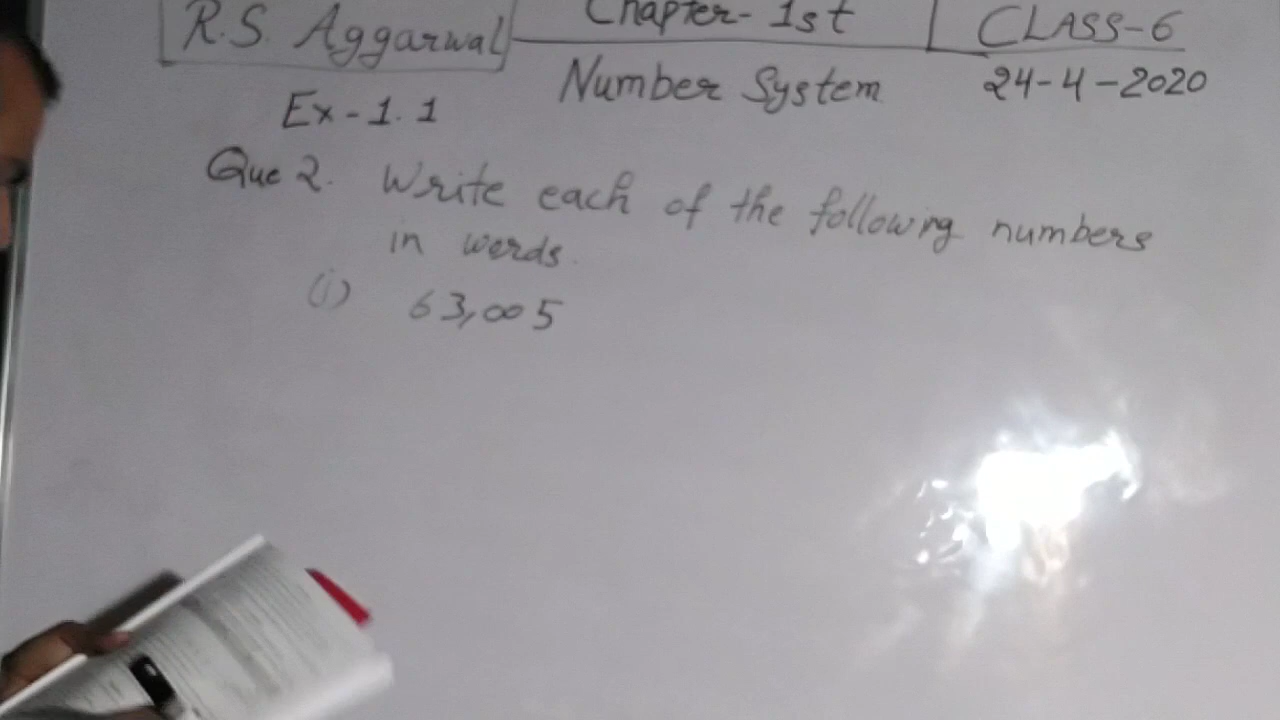 R.S. Aggarwal
Chapter- 1st
CLASS-6
Number System
24-4-2020
Ex-1.1
Que 2. Write each of the following numbers
in words.
(i) 63,005